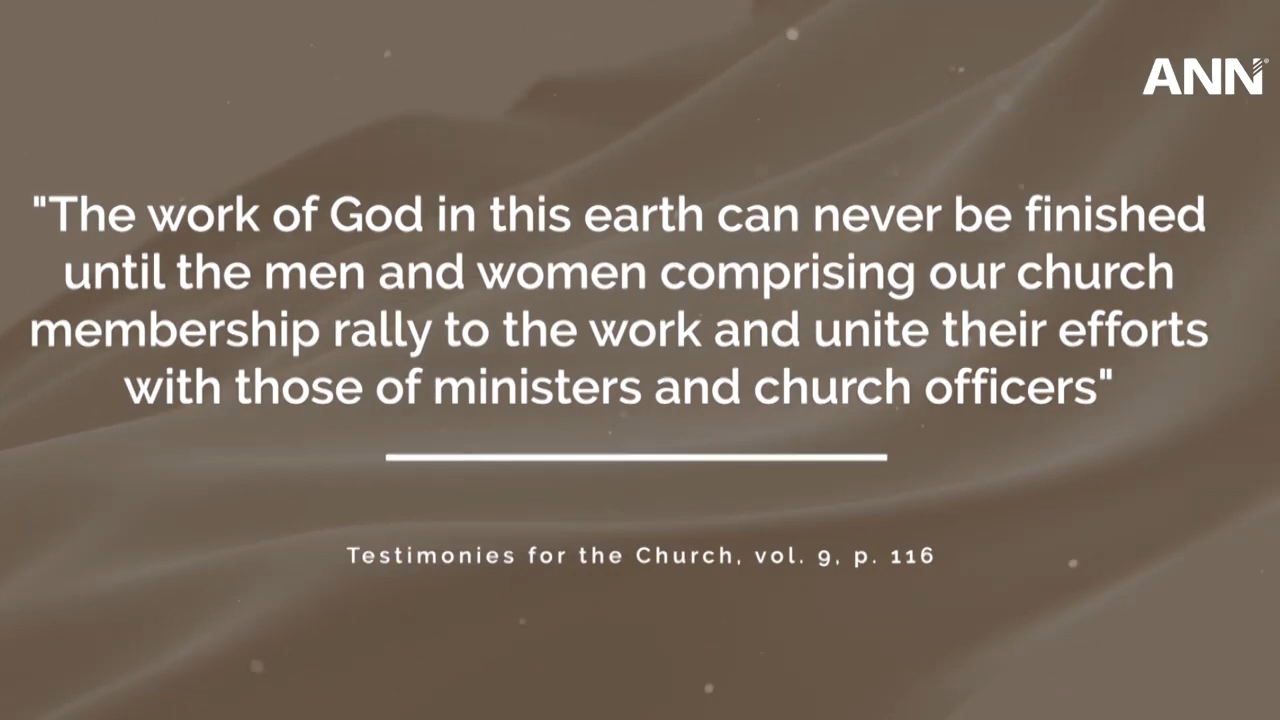 ANN
"The work of God in this earth can never be finished
until the men and women comprising our church
membership rally to the work and unite their efforts
with those of ministers and church officers"
Testimonies for the Church, vol. 9, p. 116